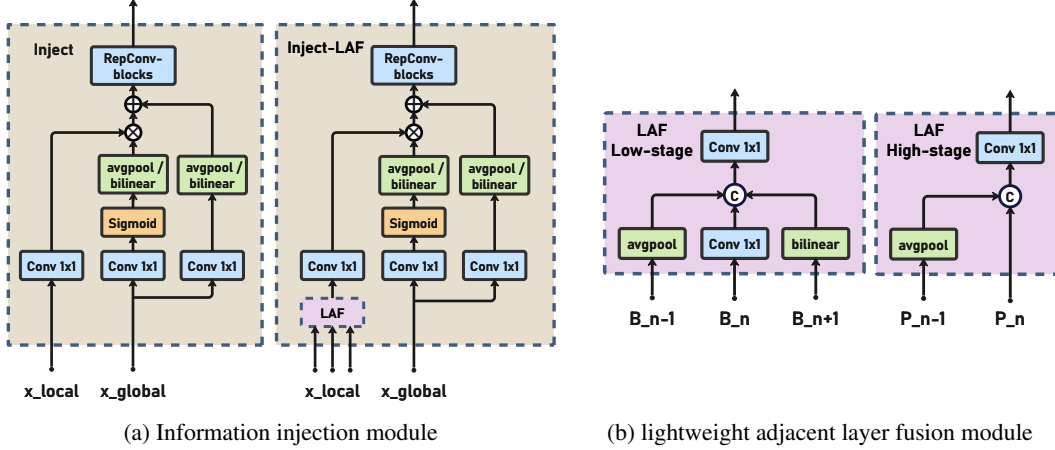 Inject
RepConv-
blocks
avgpool /
bilinear
avgpool /
bilinear
Sigmoid
Conv 1x1
Conv 1x1
Conv 1x1
x_local
x_global
Inject-LAF
RepConv-
blocks
avgpool /
bilinear
avgpool /
bilinear
Sigmoid
Conv 1x1
Conv 1x1
Conv 1x1
LAF
x_local
x_global
(a) Information injection module
LAF
Low-stage
Conv 1x1
C
avgpool
Conv 1x1
bilinear
B_n-1
B_n
B_n+1
LAF
High-stage
Conv 1x1
C
avgpool
P_n-1
P_n
(b) lightweight adjacent layer fusion module